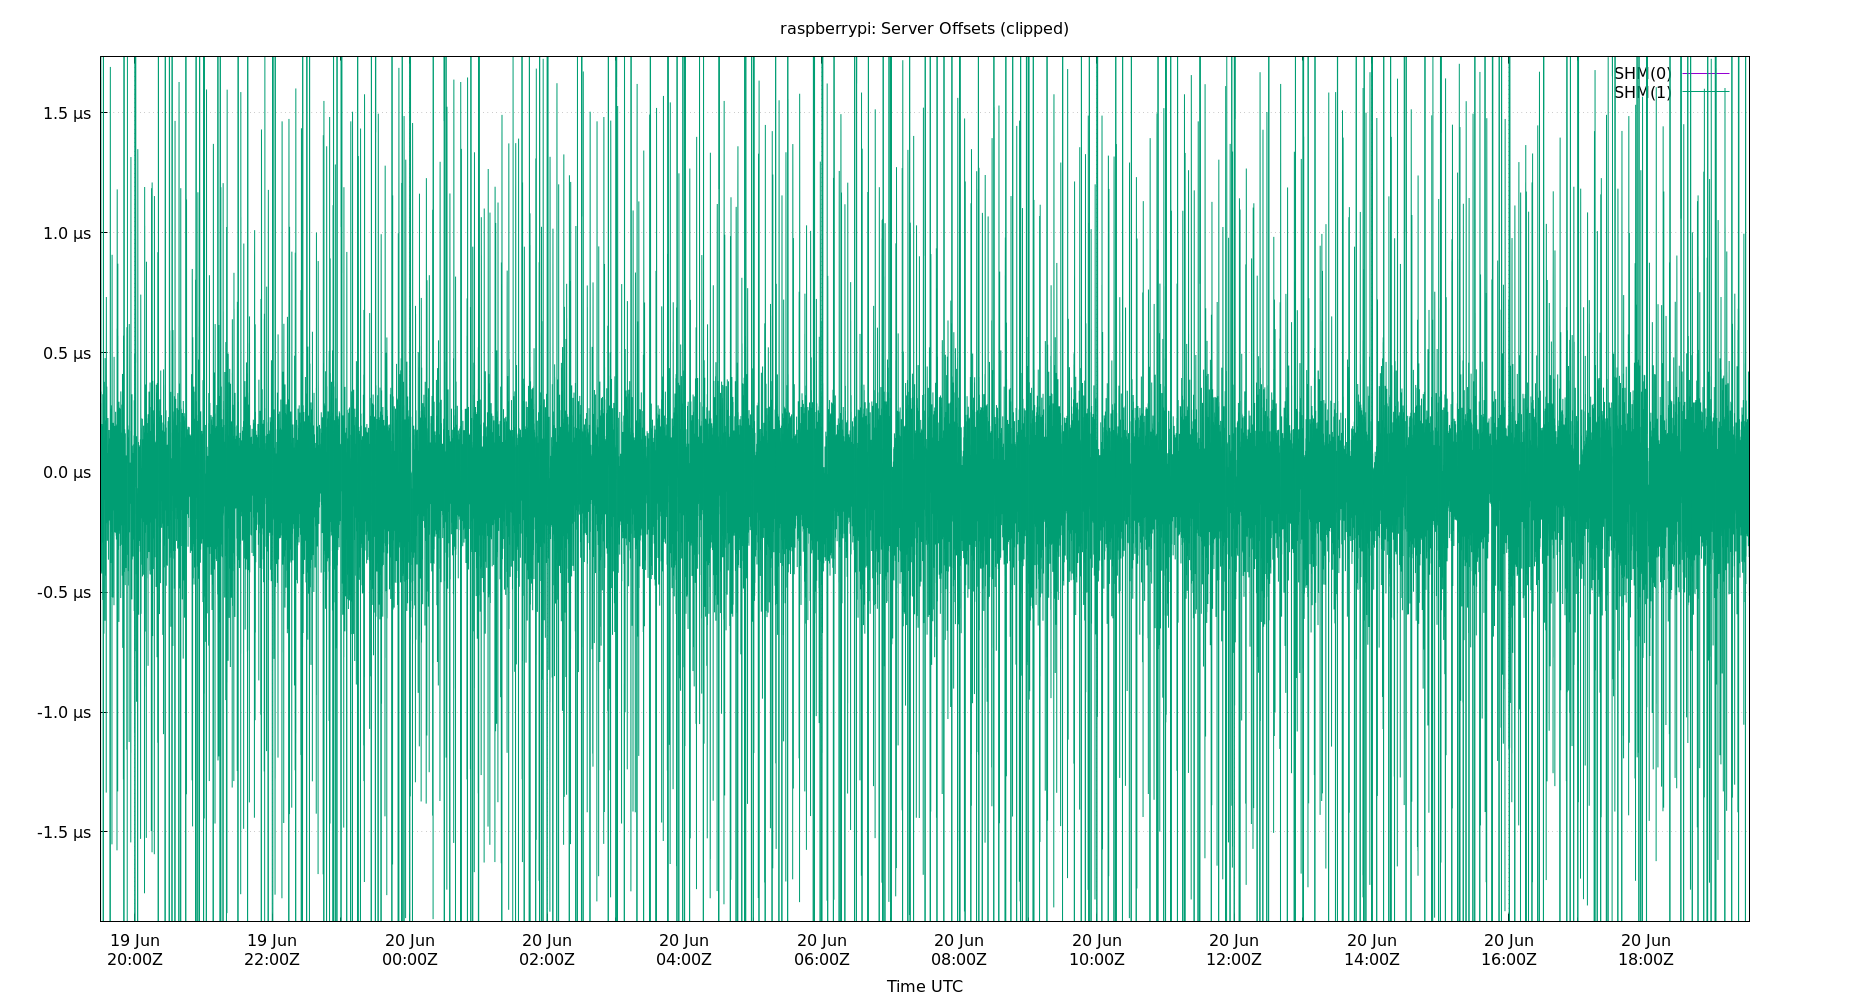 raspberrypi: Server Offsets (clipped)
SHM(0)
SHM(1)
1.5 µs
1.0 µs
0.5 µs
0.0 µs
-0.5 µs
-1.0 µs
-1.5 µs
19 Jun 19 Jun 20 Jun 20 Jun 20 Jun 20 Jun 20 Jun 20 Jun 20 Jun 20 Jun 20 Jun 20 Jun
20:00Z 22:00Z 00:00Z 02:00Z 04:00Z 06:00Z 08:00Z 10:00Z 12:00Z 14:00Z 16:00Z 18:00Z
Time UTC